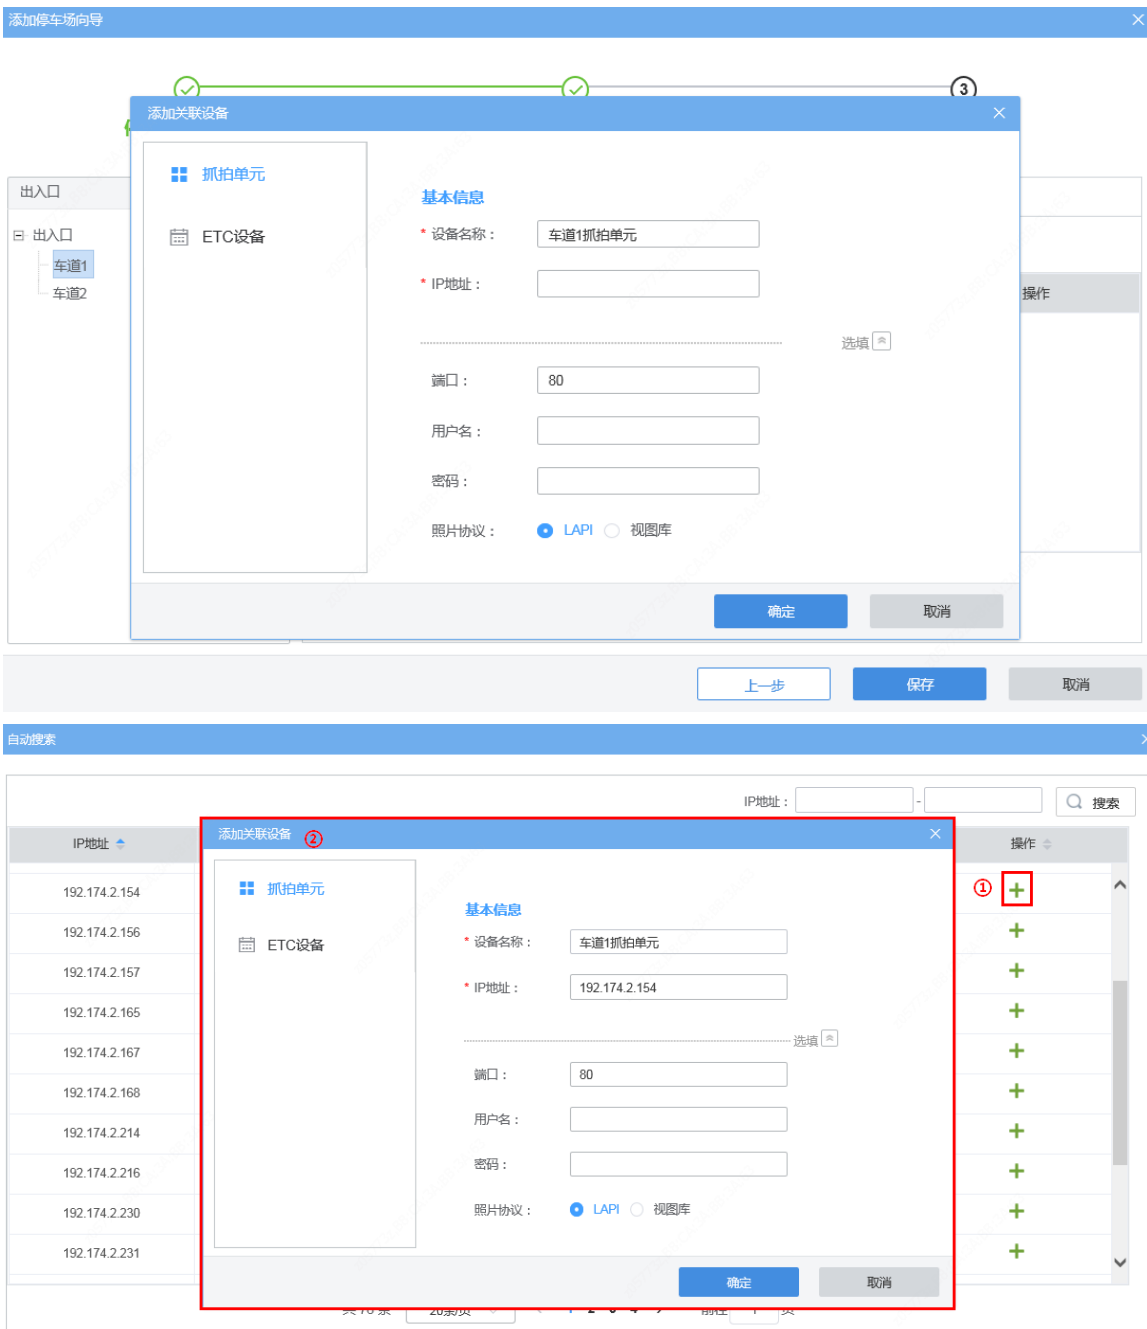 添加停车场向导
3
添加关联设备
抓拍单元
ETC设备
基本信息
* 设备名称： 车道1抓拍单元
* IP地址：
选填
端口： 80
用户名：
密码：
照片协议： LAPI 视图库
确定 取消
出入口
出入口
车道1
车道2
操作
上一步 保存 取消
自动搜索
IP地址： - 搜索
IP地址 操作
192.174.2.154
192.174.2.156
192.174.2.157
192.174.2.165
192.174.2.167
192.174.2.168
192.174.2.214
192.174.2.216
192.174.2.230
192.174.2.231
①
添加关联设备 ②
抓拍单元
ETC设备
基本信息
* 设备名称： 车道1抓拍单元
* IP地址： 192.174.2.154
选填
端口： 80
用户名：
密码：
照片协议： LAPI 视图库
确定 取消